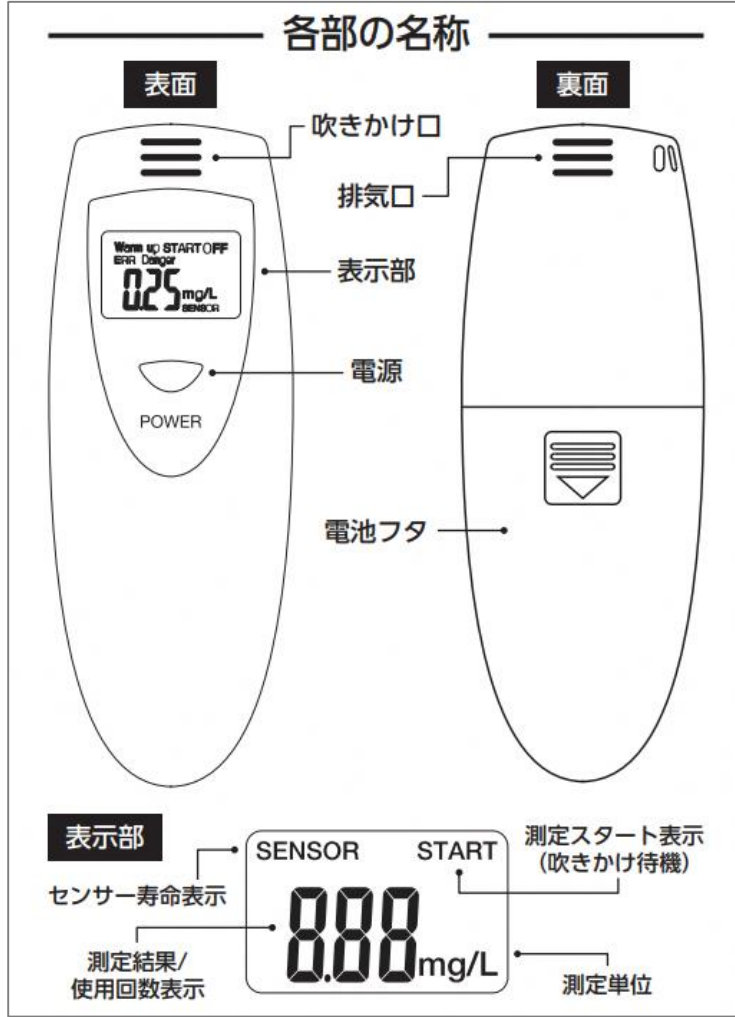 各部の名称
表面
裏面
吹きかけ口
排気口
Warm up START OFF
ERR Danger
0.25mg/L
SENSOR
表示部
電源
POWER
電池フタ
表示部
SENSOR START
8.88mg/L
センサー寿命表示
測定結果/
使用回数表示
測定スタート表示
(吹きかけ待機)
測定単位